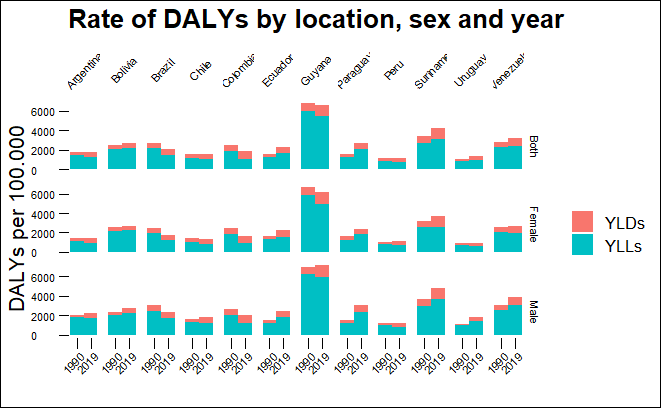 Rate of DALYs by location, sex and year
Argentina Bolivia Brazil Chile Colombia Ecuador Guyana Paraguay Peru Suriname Uruguay Venezuela
6000
4000
2000
0
Both
6000
4000
2000
0
Female
6000
4000
2000
0
Male
DALYs per 100.000
1990 2019 1990 2019 1990 2019 1990 2019 1990 2019 1990 2019 1990 2019 1990 2019 1990 2019 1990 2019 1990 2019 1990 2019
YLDs
YLLs